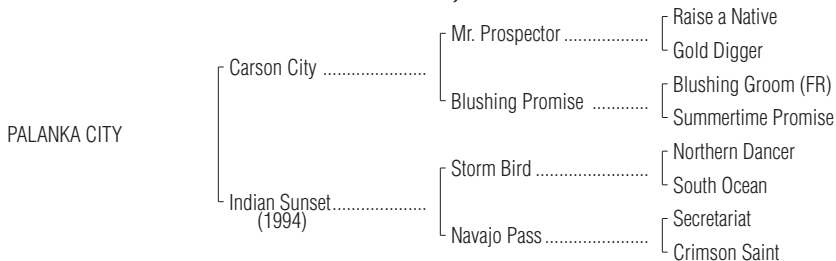 Raise a Native
Mr. Prospector ....................
Gold Digger
Carson City ........................
Blushing Groom (FR)
Blushing Promise ............
Summertime Promise
PALANKA CITY
Northern Dancer
Storm Bird ..........................
South Ocean
Indian Sunset......................
(1994)
Secretariat
Navajo Pass........................
Crimson Saint